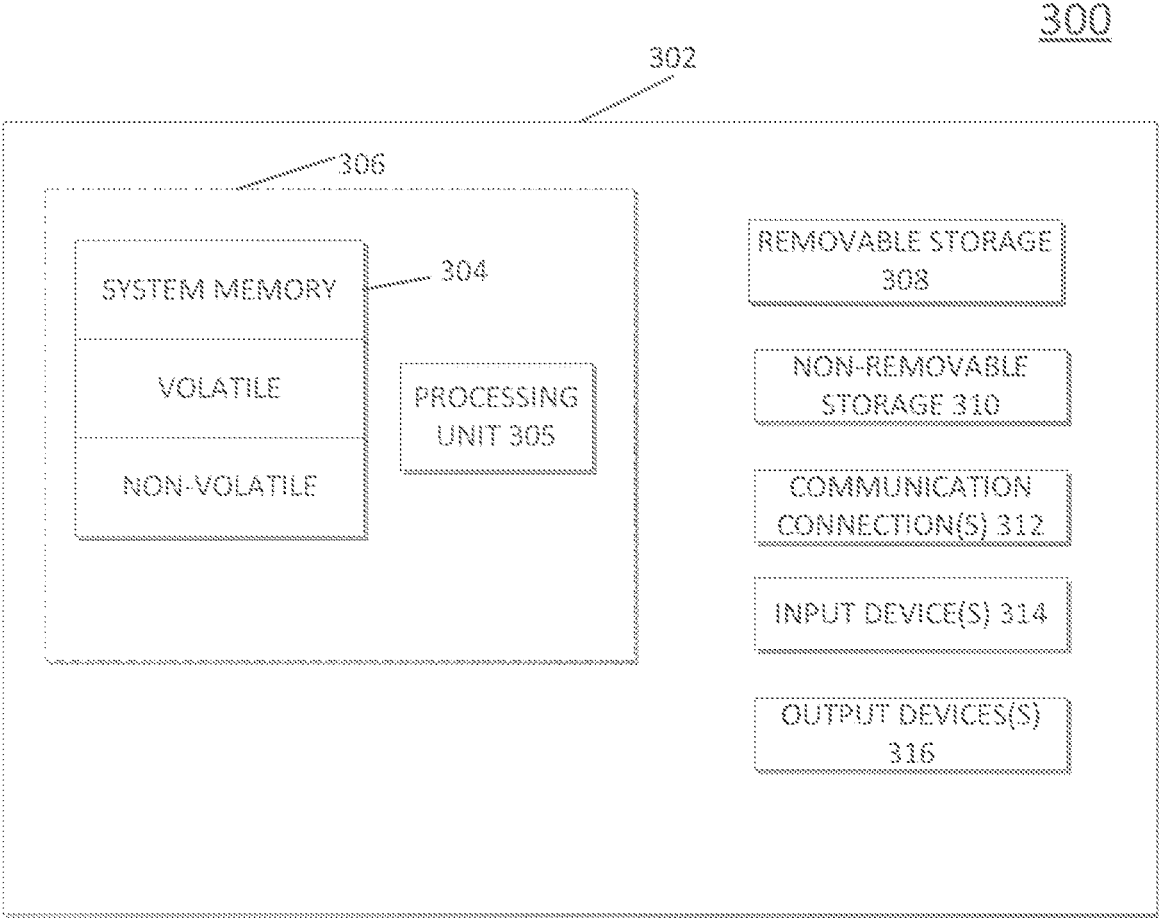 300
302
306
SYSTEM MEMORY
304
VOLATILE
NON-VOLATILE
PROCESSING
UNIT 305
REMOVABLE STORAGE
308
NON-REMOVABLE
STORAGE 310
COMMUNICATION
CONNECTION(S) 312
INPUT DEVICE(S) 314
OUTPUT DEVICES(S)
316